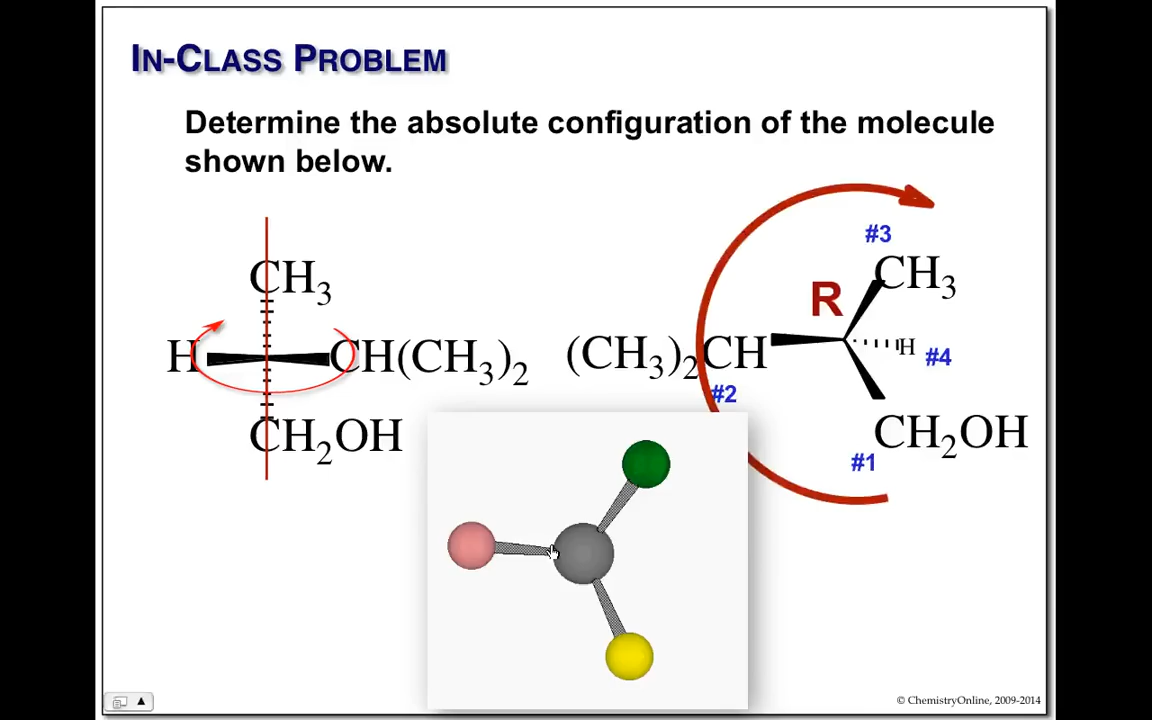 IN-CLASS PROBLEM
Determine the absolute configuration of the molecule
shown below.
CH3
H
CH(CH3)2
CH2OH
#3
CH3
R
(CH3)2CH
H
#4
#2
CH2OH
#1
© ChemistryOnline, 2009-2014